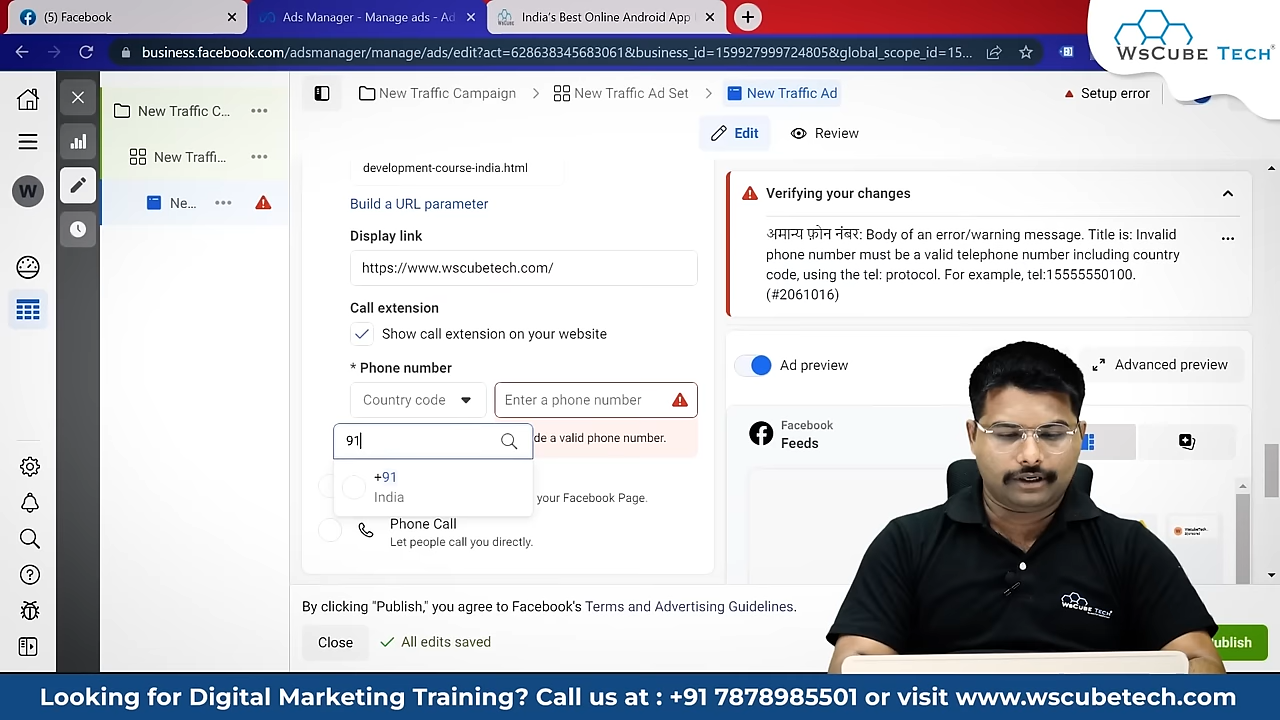 (5) Facebook
Ads Manager - Manage ads - Ad
India's Best Online Android App
business.facebook.com/adsmanager/manage/ads/edit?act=628638345683061&business_id=159927999724805&global_scope_id=15...
WsCube Tech
New Traffic C...
New Traffi...
Ne...
W
New Traffic Campaign
New Traffic Ad Set
New Traffic Ad
Setup error
Edit
Review
development-course-india.html
Build a URL parameter
Display link
https://www.wscubetech.com/
Call extension
Show call extension on your website
* Phone number
Country code
Enter a phone number
91
de a valid phone number.
+91
India
your Facebook Page.
Phone Call
Let people call you directly.
Verifying your changes
अमान्य फ़ोन नंबर: Body of an error/warning message. Title is: Invalid
phone number must be a valid telephone number including country
code, using the tel: protocol. For example, tel:15555550100.
(#2061016)
Ad preview
Advanced preview
Facebook
Feeds
By clicking "Publish," you agree to Facebook's Terms and Advertising Guidelines.
Close
All edits saved
ublish
WsCube Tech
Looking for Digital Marketing Training? Call us at : +91 7878985501 or visit www.wscubetech.com